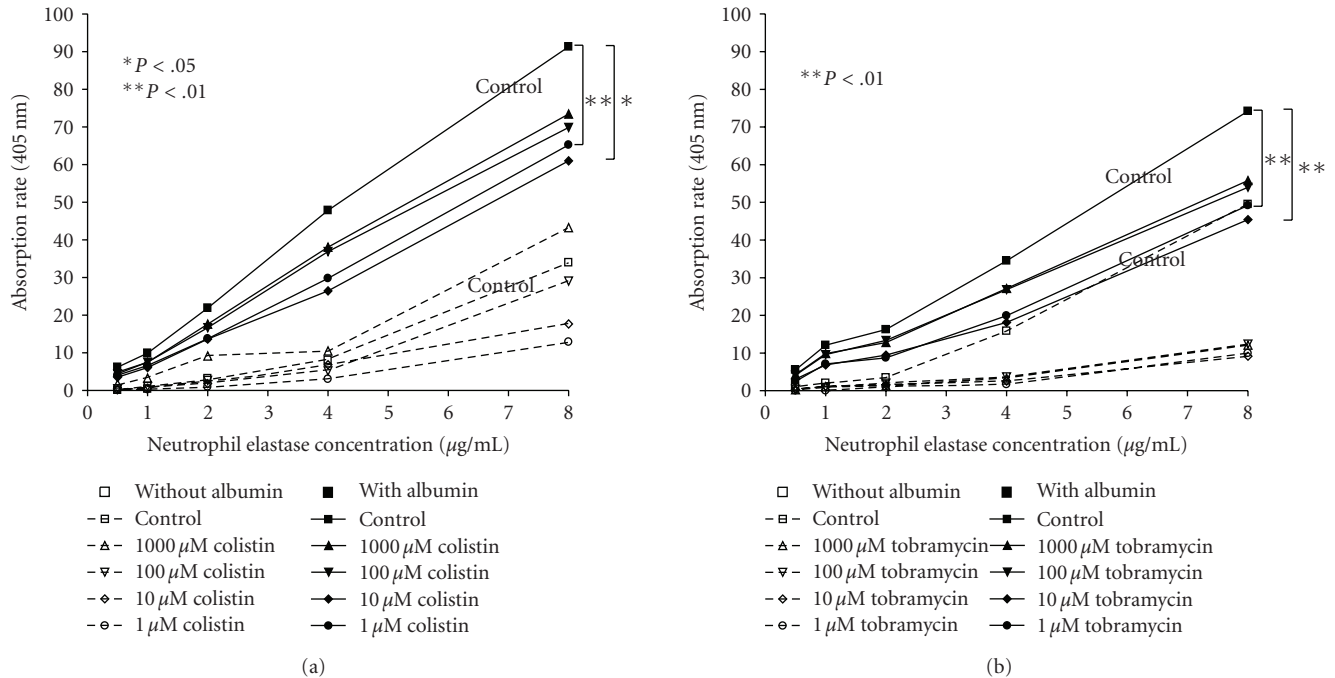 100
90
80
70
60
50
40
30
20
10
0
Absorption rate (405 nm)
*P < .05
**P < .01
Control
Control
** *
0 1 2 3 4 5 6 7 8
Neutrophil elastase concentration (µg/mL)
Without albumin With albumin
Control Control
1000 µM colistin 1000 µM colistin
100 µM colistin 100 µM colistin
10 µM colistin 10 µM colistin
1 µM colistin 1 µM colistin
(a)
100
90
80
70
60
50
40
30
20
10
0
Absorption rate (405 nm)
**P < .01
Control
Control
** **
0 1 2 3 4 5 6 7 8
Neutrophil elastase concentration (µg/mL)
Without albumin With albumin
Control Control
1000 µM tobramycin 1000 µM tobramycin
100 µM tobramycin 100 µM tobramycin
10 µM tobramycin 10 µM tobramycin
1 µM tobramycin 1 µM tobramycin
(b)